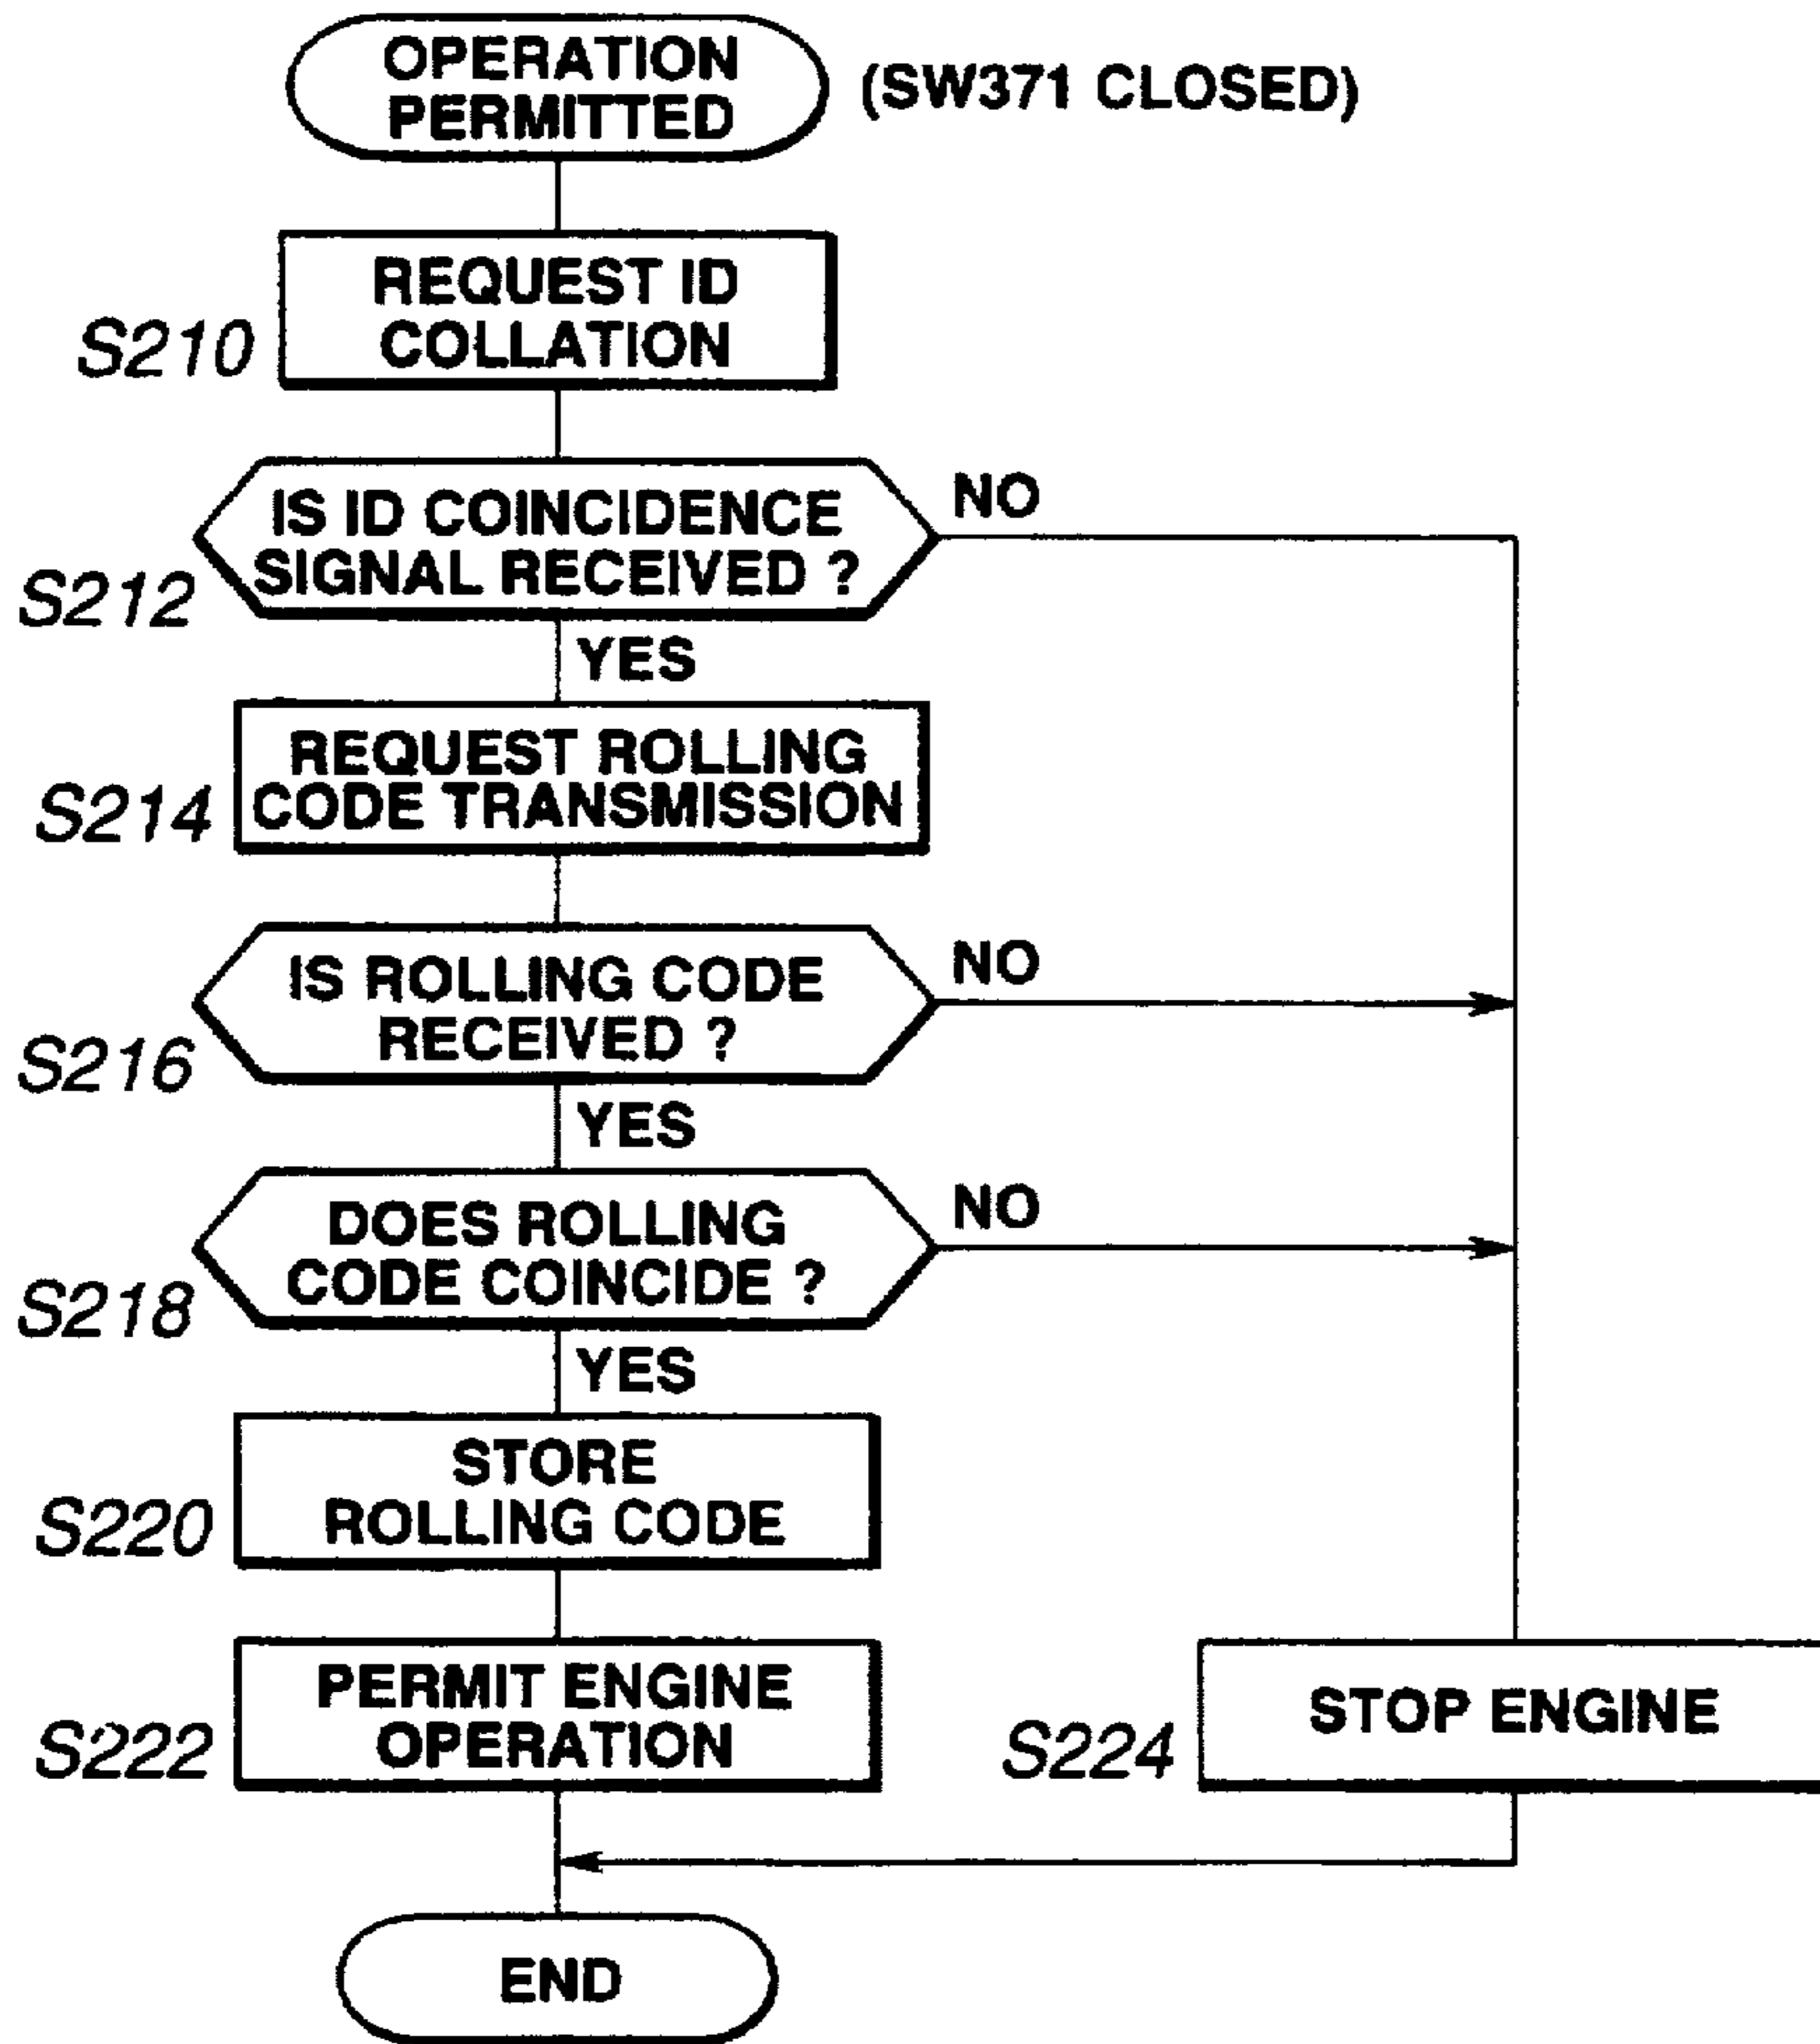 OPERATION
PERMITTED
(SW371 CLOSED)
REQUEST ID
COLLATION
S210
IS ID COINCIDENCE
SIGNAL RECEIVED ?
NO
S212
YES
REQUEST ROLLING
CODE TRANSMISSION
S214
IS ROLLING CODE
RECEIVED ?
NO
S216
YES
DOES ROLLING
CODE COINCIDE ?
NO
S218
YES
STORE
ROLLING CODE
S220
PERMIT ENGINE
OPERATION
S222
STOP ENGINE
S224
END